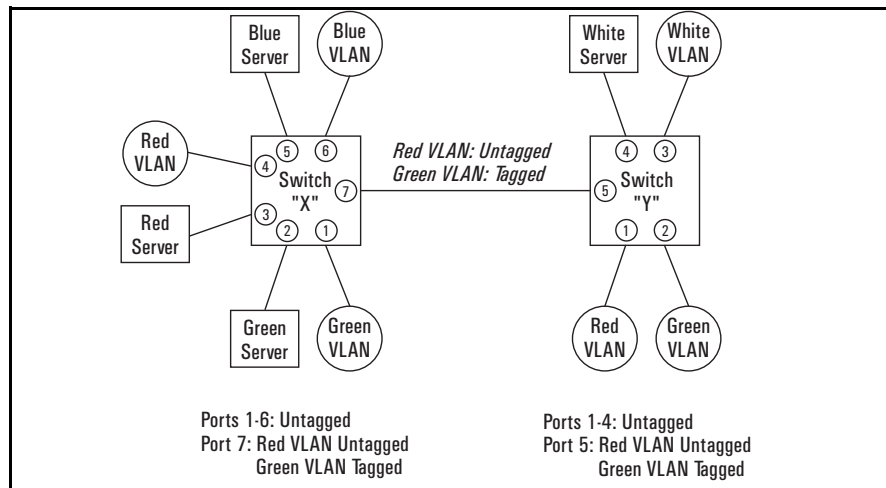 Blue
Server
Blue
VLAN
White
Server
White
VLAN
Red
VLAN
5
6
4
Switch
"X"
7
3
2
1
Red
Server
Red VLAN: Untagged
Green VLAN: Tagged
4
3
5
Switch
"Y"
1
2
Green
Server
Green
VLAN
Red
VLAN
Green
VLAN
Ports 1-6: Untagged
Port 7: Red VLAN Untagged
Green VLAN Tagged
Ports 1-4: Untagged
Port 5: Red VLAN Untagged
Green VLAN Tagged